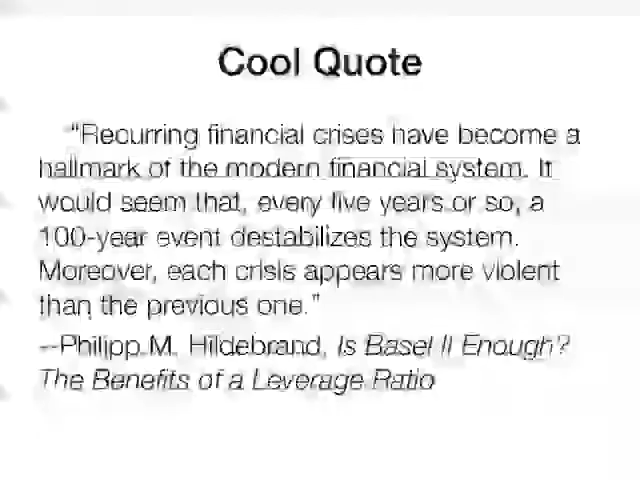 Cool Quote
“Recurring financial crises have become a
hallmark of the modern financial system. It
would seem that, every five years or so, a
100-year event destabilizes the system.
Moreover, each crisis appears more violent
than the previous one.”
--Philipp M. Hildebrand, Is Basel II Enough?
The Benefits of a Leverage Ratio